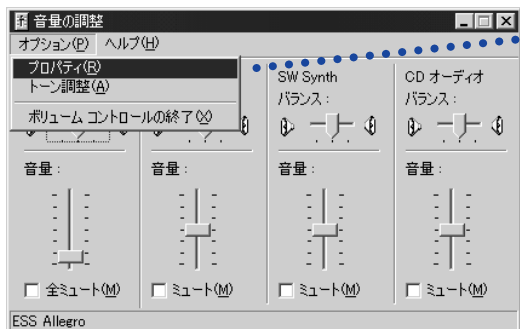 音量の調整
オプション(P) ヘルプ(H)
プロパティ(R)
トーン調整(A)
ボリューム コントロールの終了(X)
SW Synth
バランス:
CD オーディオ
バランス:
音量:
音量:
音量:
音量:
全ミュート(M)
ミュート(M)
ミュート(M)
ミュート(M)
ESS Allegro